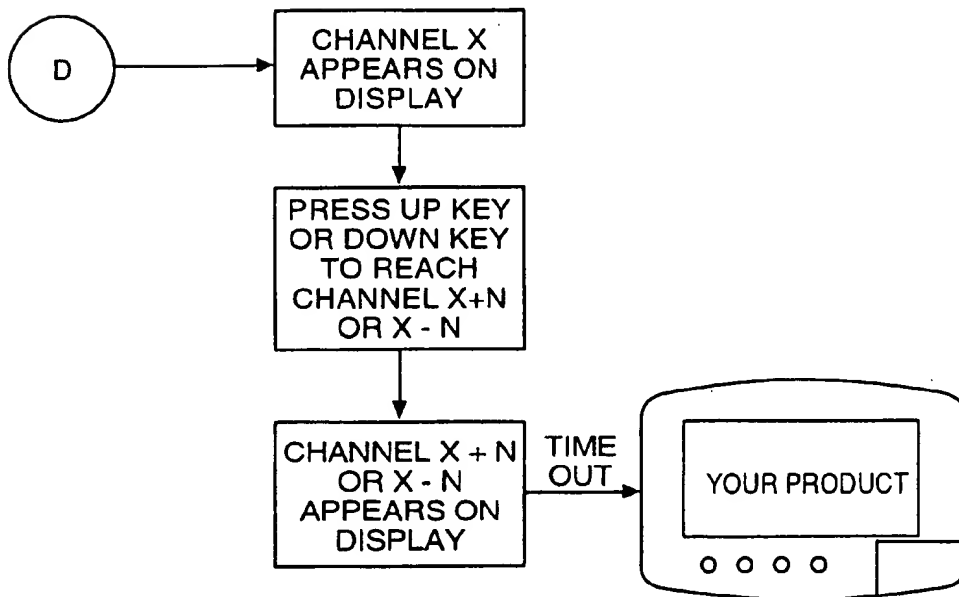 D
CHANNEL X
APPEARS ON
DISPLAY
PRESS UP KEY
OR DOWN KEY
TO REACH
CHANNEL X+N
OR X - N
CHANNEL X + N
OR X - N
APPEARS ON
DISPLAY
TIME
OUT
YOUR PRODUCT